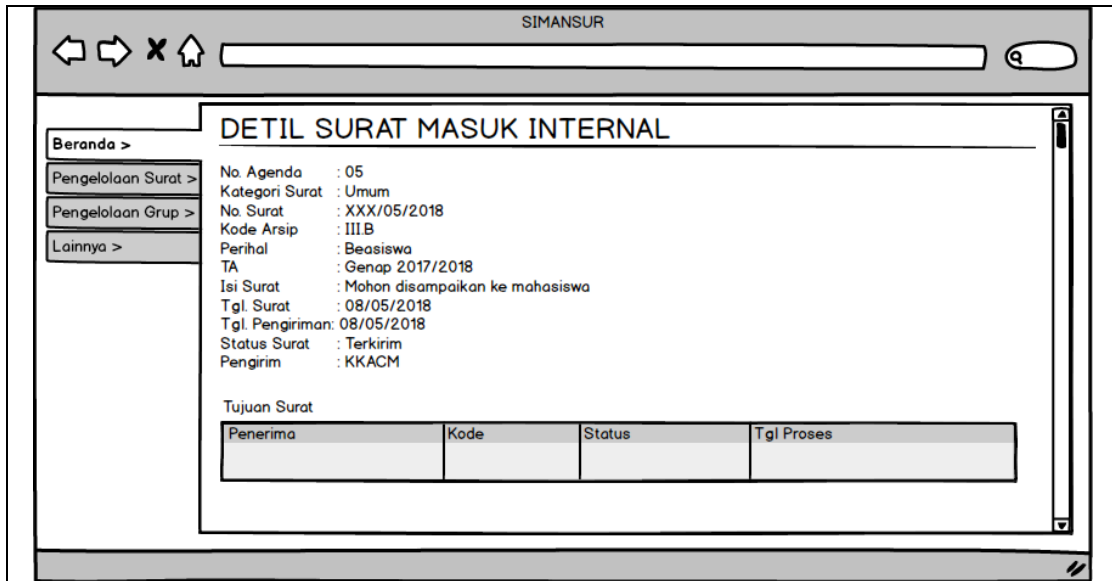 SIMANSUR
Beranda >
Pengelolaan Surat >
Pengelolaan Grup >
Lainnya >
DETIL SURAT MASUK INTERNAL
No. Agenda : 05
Kategori Surat : Umum
No. Surat : XXX/05/2018
Kode Arsip : III.B
Perihal : Beasiswa
TA : Genap 2017/2018
Isi Surat : Mohon disampaikan ke mahasiswa
Tgl. Surat : 08/05/2018
Tgl. Pengiriman: 08/05/2018
Status Surat : Terkirim
Pengirim : KKACM
Tujuan Surat
Penerima Kode Status Tgl Proses